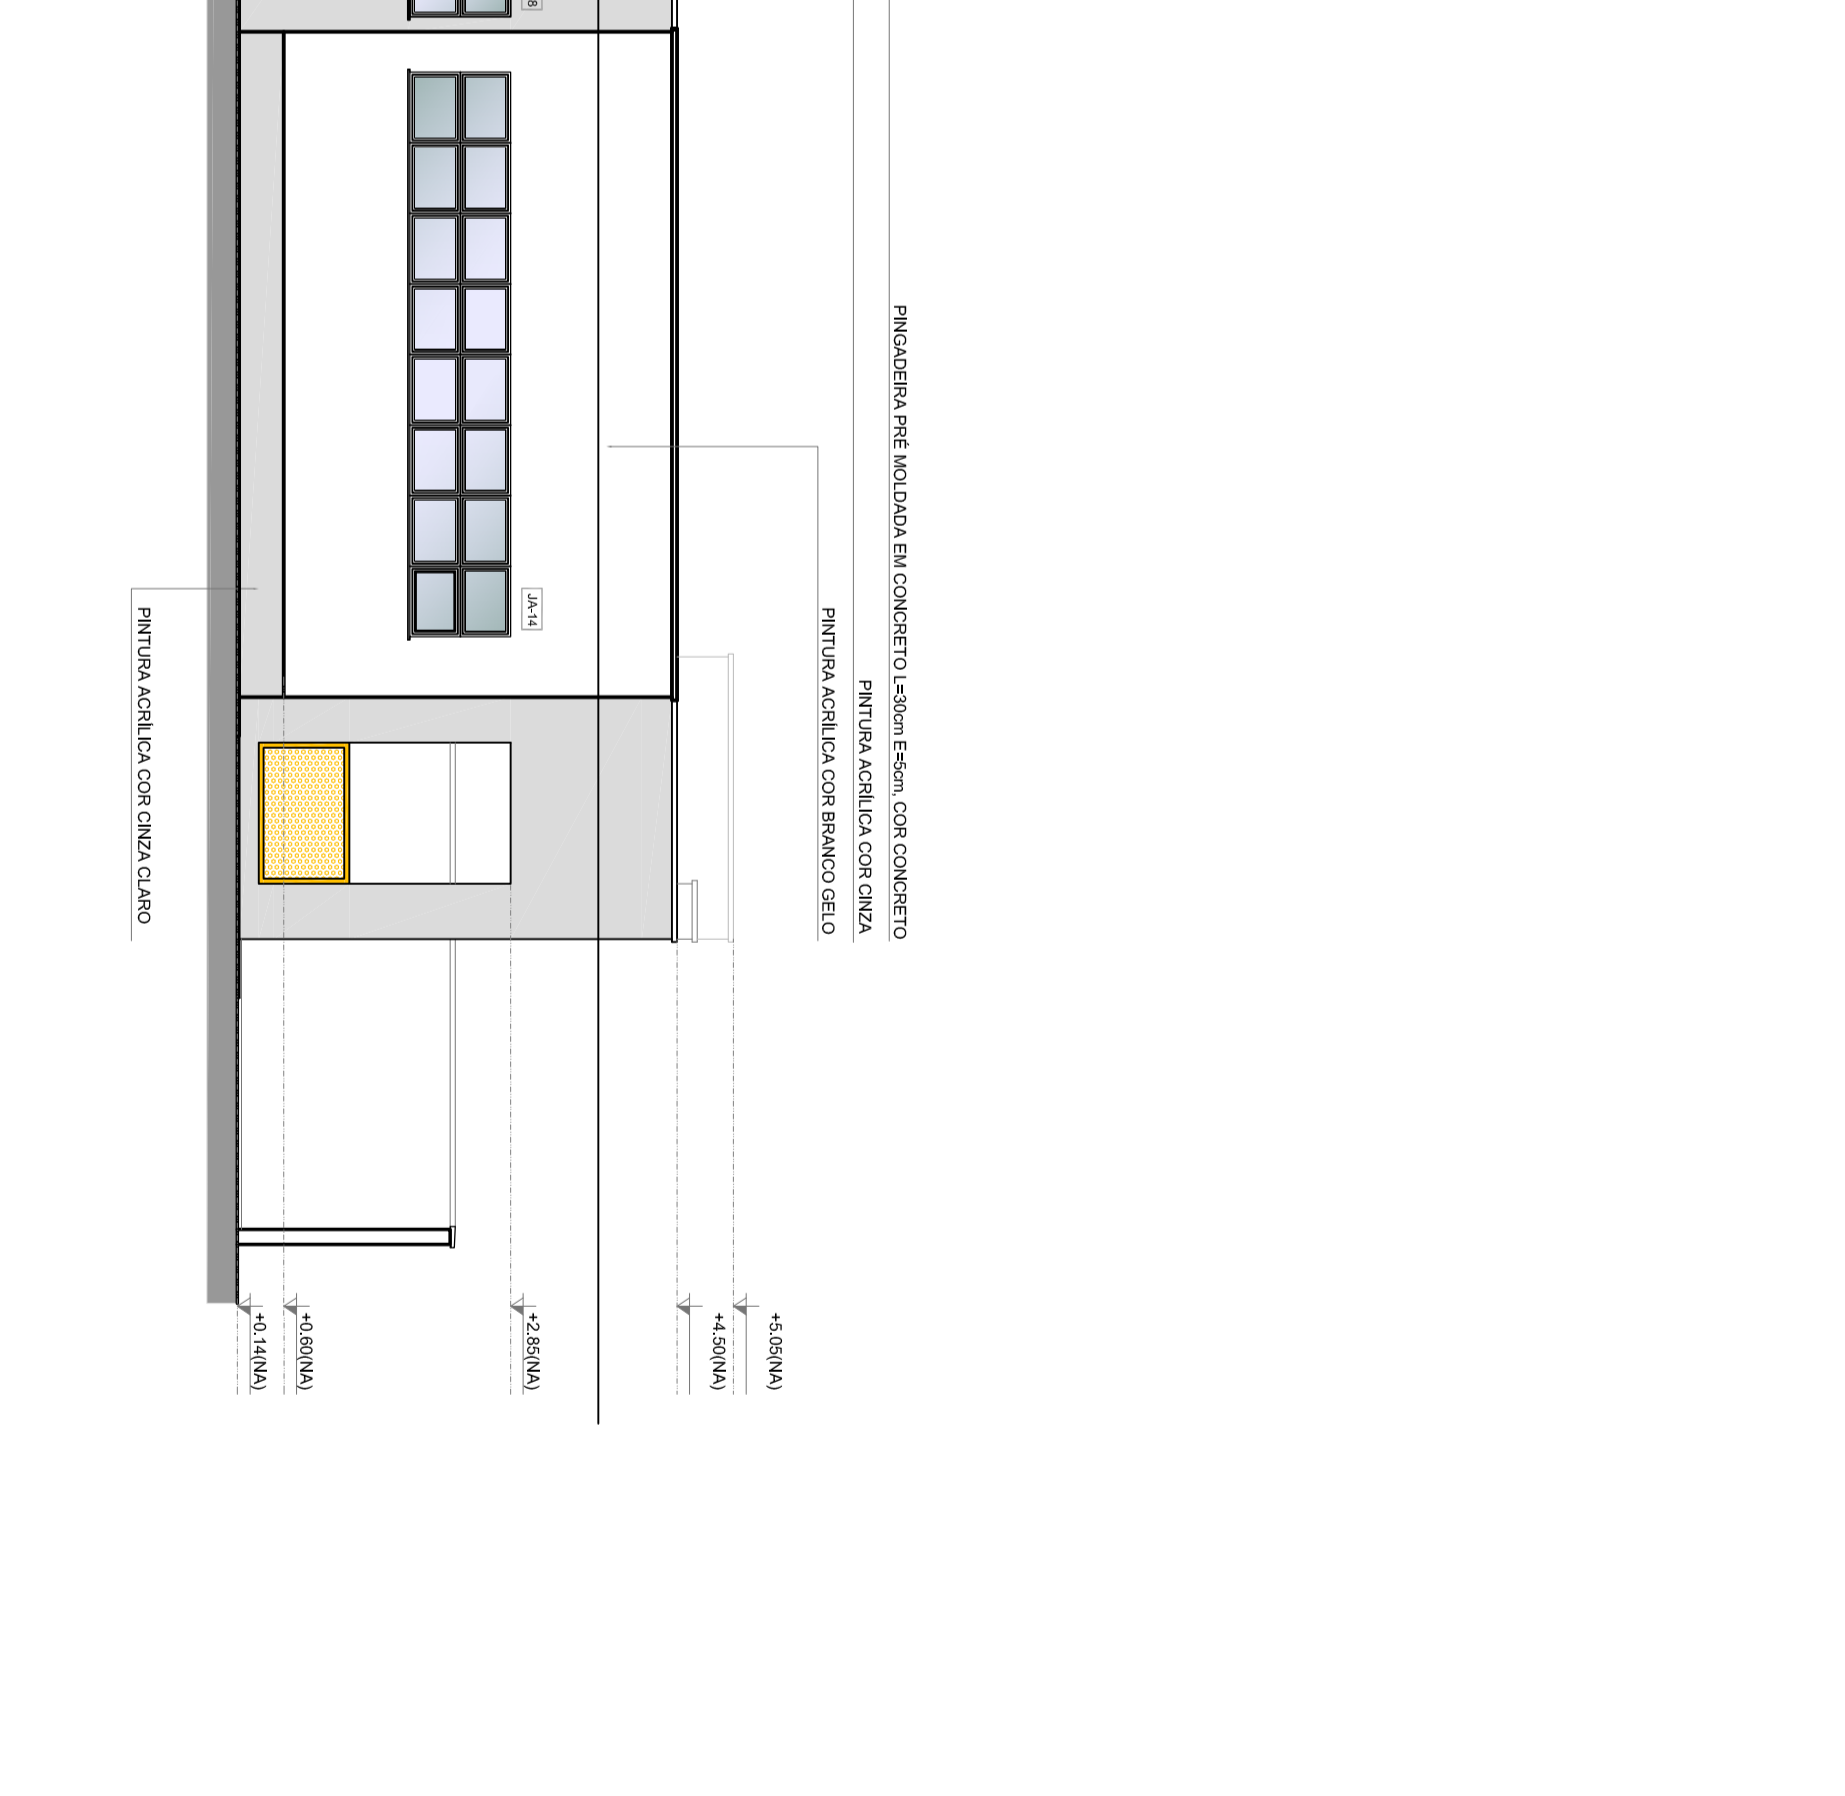 PINGADEIRA PRÉ MOLDADA EM CONCRETO L=30cm E=5cm, COR CONCRETO
PINTURA ACRÍLICA COR CINZA
PINTURA ACRÍLICA COR BRANCO GELO
+5.05(NA)
+4.50(NA)
8
JA-14
+2.85(NA)
+0.60(NA)
+0.14(NA)
PINTURA ACRÍLICA COR CINZA CLARO